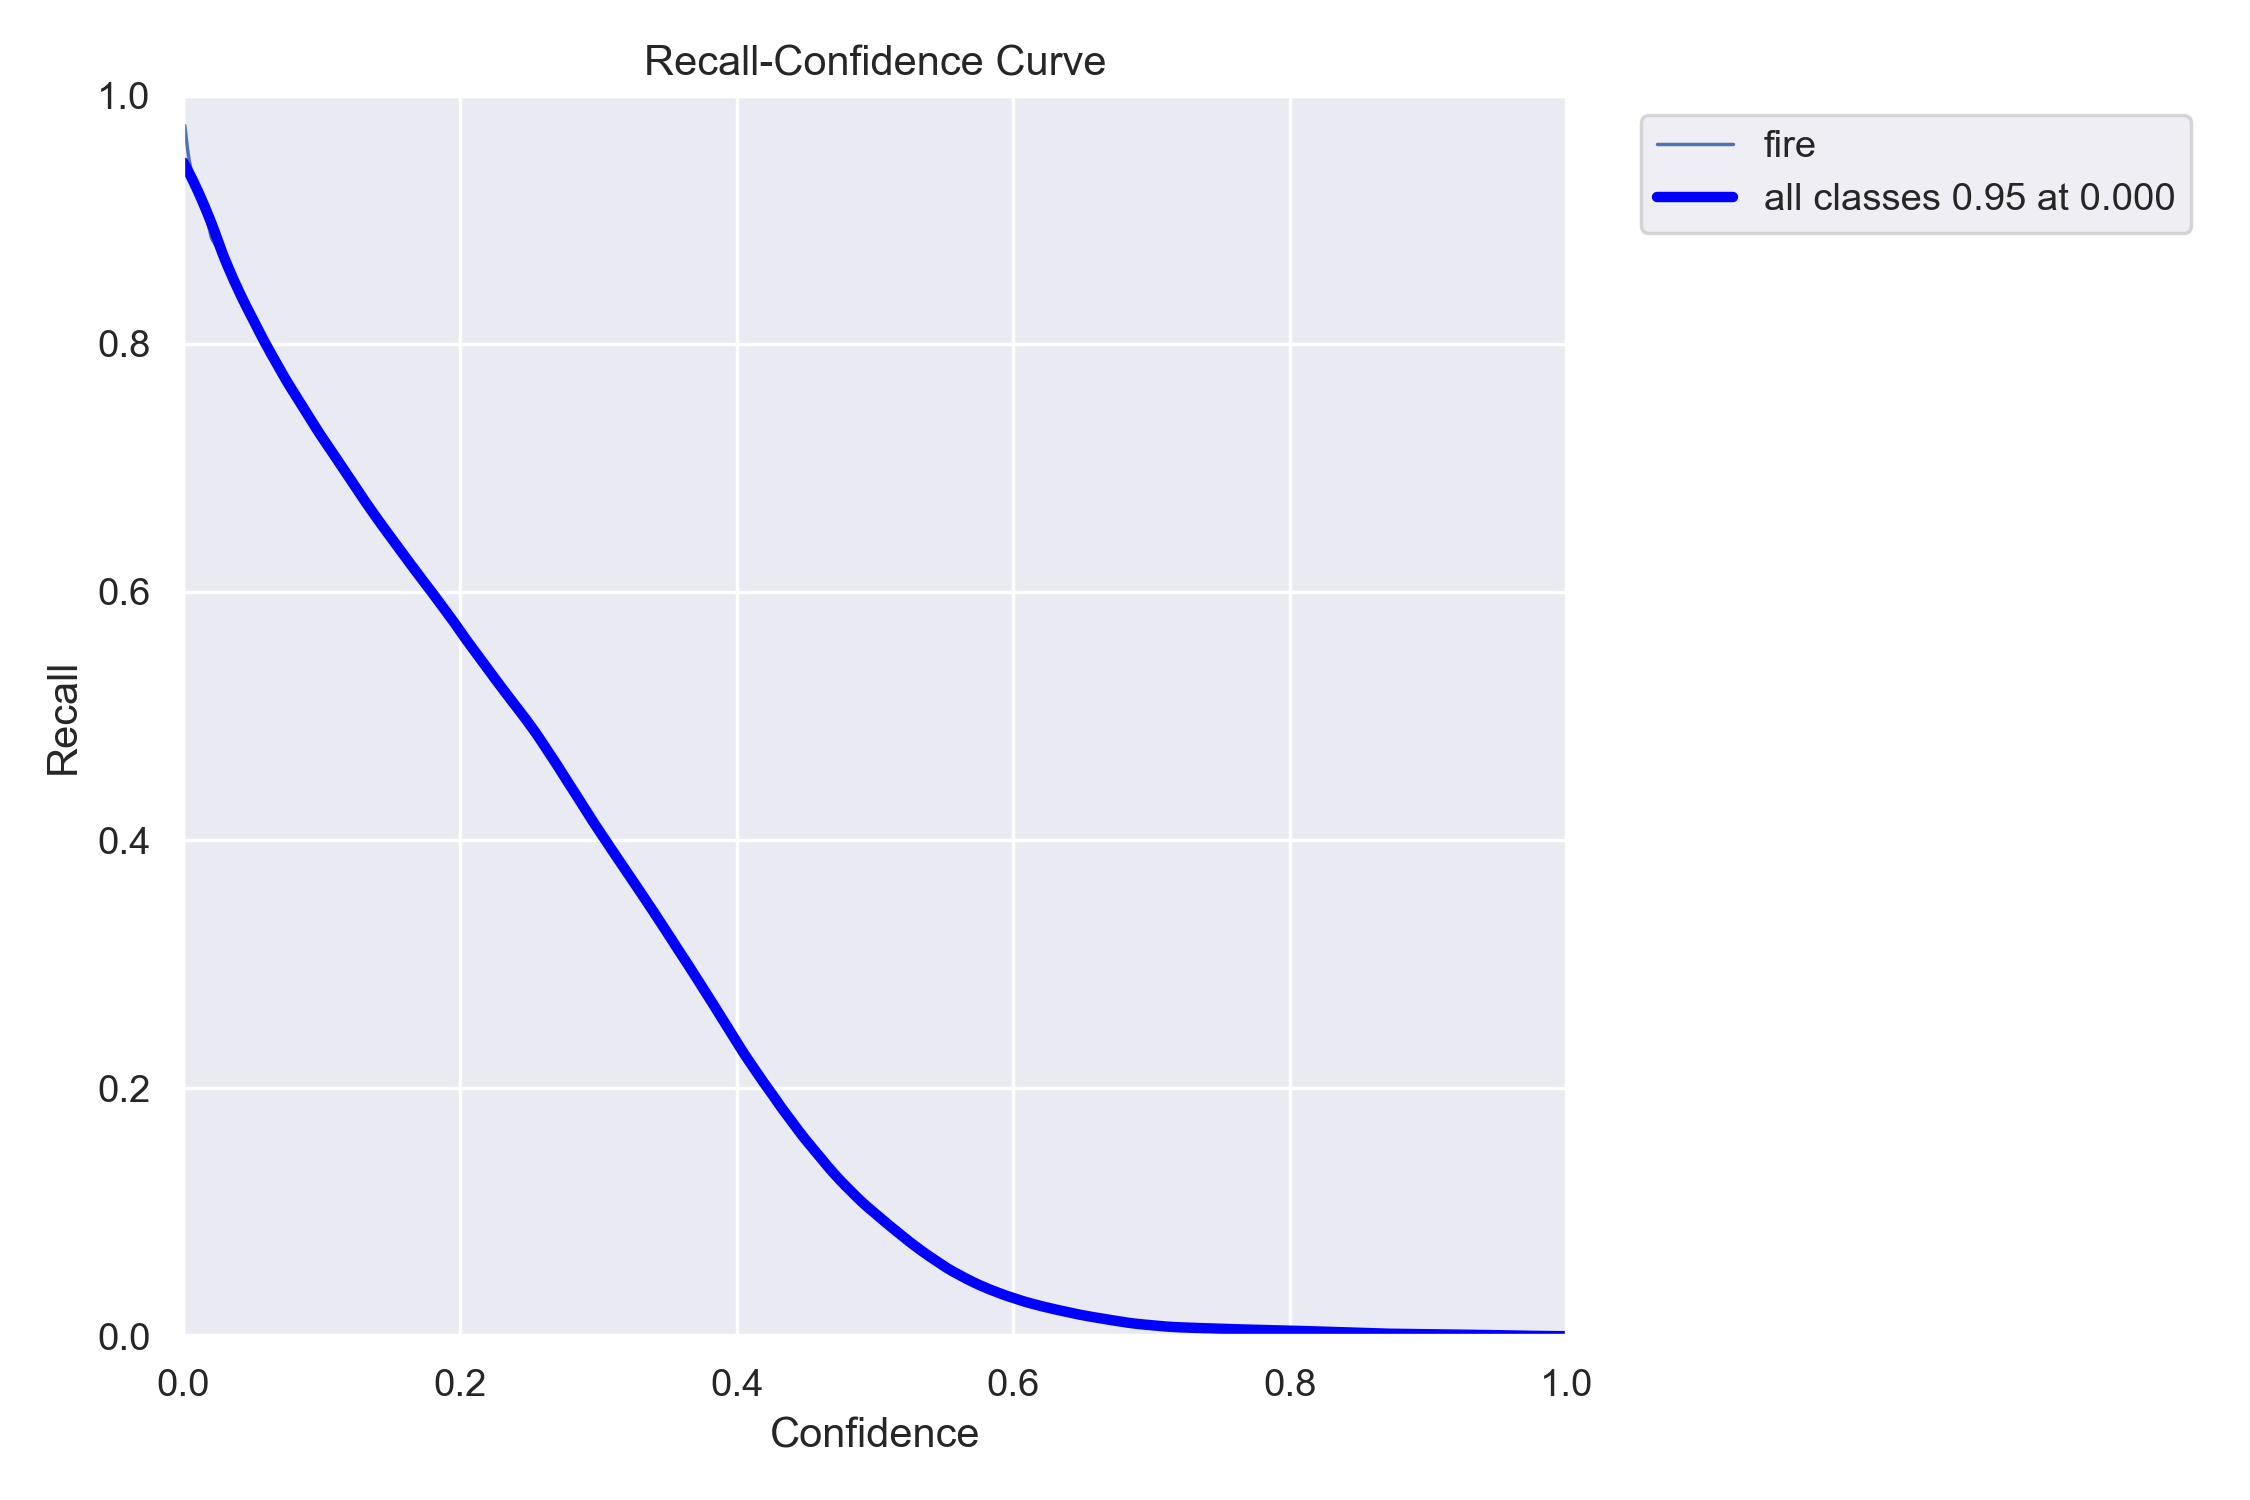 Recall-Confidence Curve
1.0
0.8
0.6
0.4
0.2
0.0
Recall
0.0 0.2 0.4 0.6 0.8 1.0
Confidence
fire
all classes 0.95 at 0.000